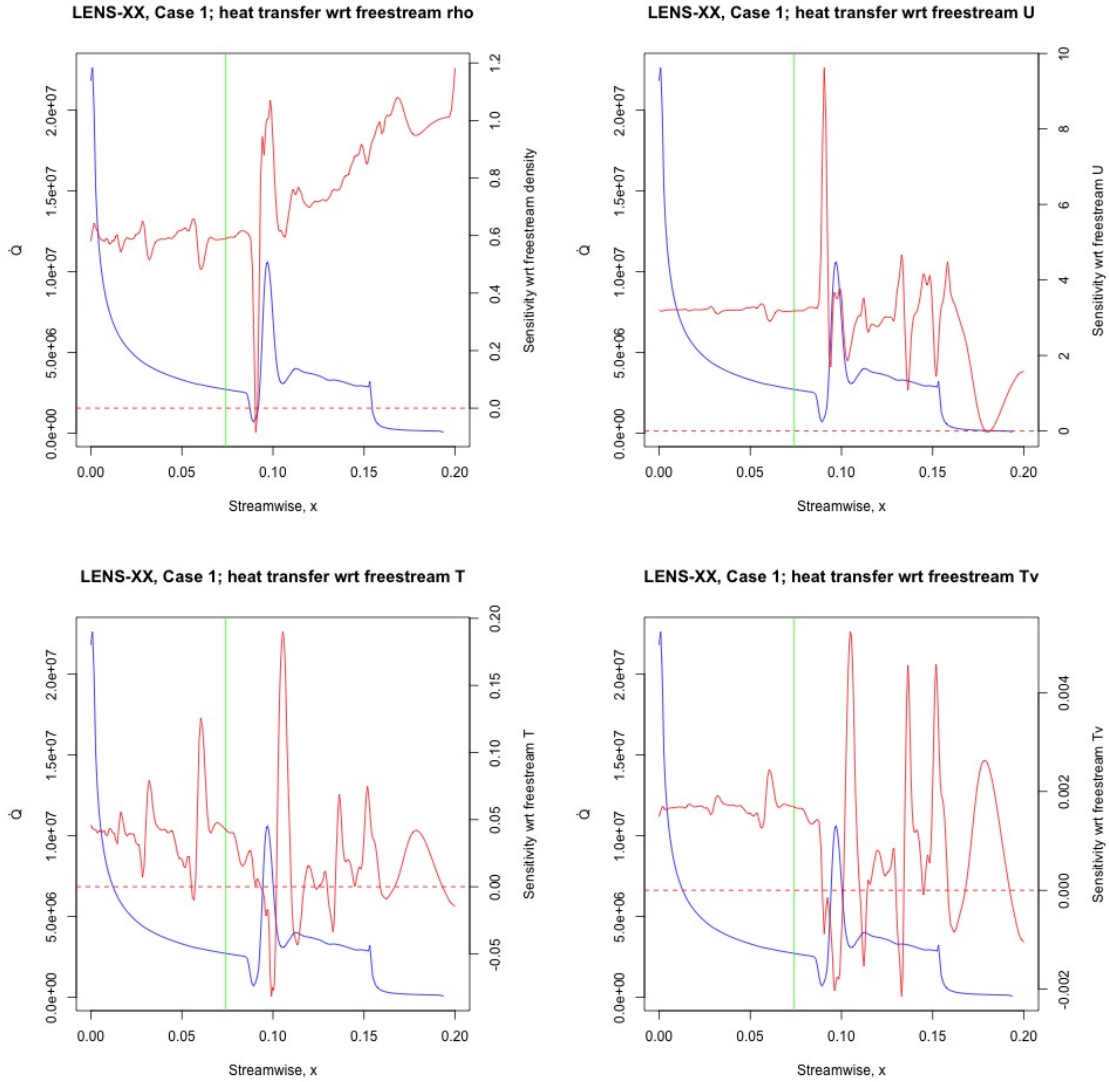 LENS-XX, Case 1; heat transfer wrt freestream rho
0.0e+00 5.0e+06 1.0e+07 1.5e+07 2.0e+07
Q̇
0.0 0.2 0.4 0.6 0.8 1.0 1.2
Sensitivity wrt freestream density
0.00 0.05 0.10 0.15 0.20
Streamwise, x
LENS-XX, Case 1; heat transfer wrt freestream U
0.0e+00 5.0e+06 1.0e+07 1.5e+07 2.0e+07
Q̇
0 2 4 6 8 10
Sensitivity wrt freestream U
0.00 0.05 0.10 0.15 0.20
Streamwise, x
LENS-XX, Case 1; heat transfer wrt freestream T
0.0e+00 5.0e+06 1.0e+07 1.5e+07 2.0e+07
Q̇
-0.05 0.00 0.05 0.10 0.15 0.20
Sensitivity wrt freestream T
0.00 0.05 0.10 0.15 0.20
Streamwise, x
LENS-XX, Case 1; heat transfer wrt freestream Tv
0.0e+00 5.0e+06 1.0e+07 1.5e+07 2.0e+07
Q̇
-0.002 0.000 0.002 0.004
Sensitivity wrt freestream Tv
0.00 0.05 0.10 0.15 0.20
Streamwise, x